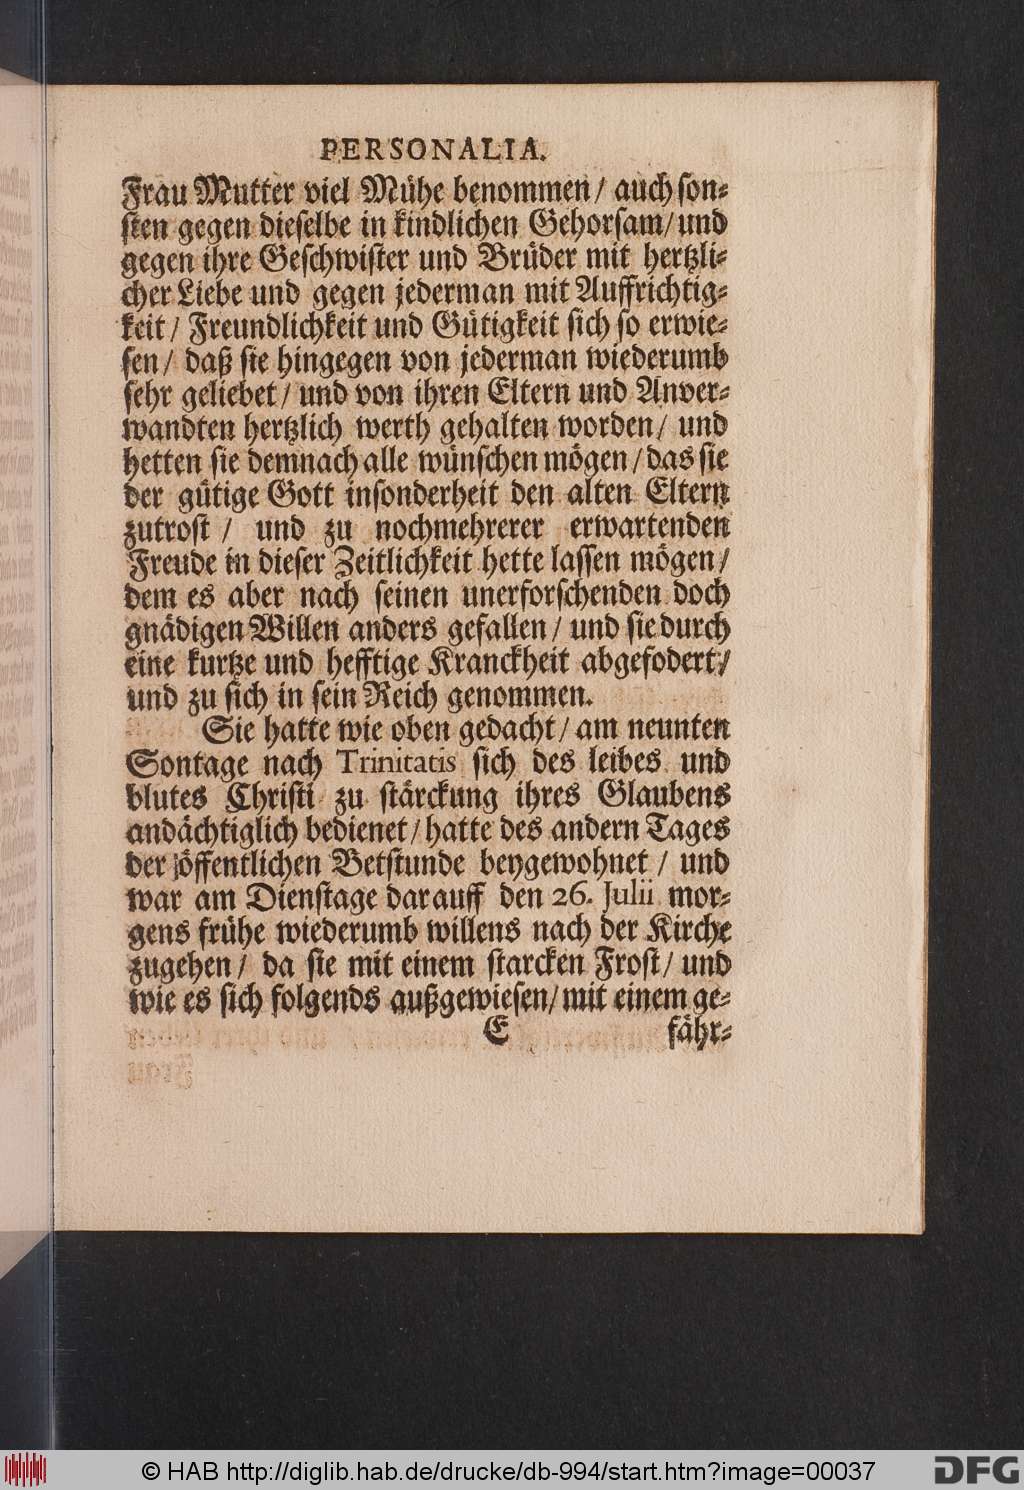 PERSONALIA.
Frau Mutter viel Mühe benommen / auch son-
sten gegen dieselbe in kindlichen Gehorsam / und
gegen ihre Geschwister und Brüder mit hertzli-
cher Liebe und gegen jederman mit Auffrichtig-
keit / Freundlichkeit und Gütigkeit sich so erwie-
sen / daß sie hingegen von jederman wiederumb
sehr geliebet / und von ihren Eltern und Anver-
wandten hertzlich werth gehalten worden / und
hetten sie demnach alle wünschen mögen / das sie
der gütige Gott insonderheit den alten Eltern
zutrost / und zu nochmehrerer erwartenden
Freude in dieser Zeitlichkeit hette lassen mögen /
dem es aber nach seinen unerforschenden doch
gnädigen Willen anders gefallen / und sie durch
eine kurtze und hefftige Kranckheit abgefodert /
und zu sich in sein Reich genommen.
Sie hatte wie oben gedacht / am neunten
Sontage nach Trinitatis sich des leibes und
blutes Christi zu stärckung ihres Glaubens
andächtiglich bedienet / hatte des andern Tages
der öffentlichen Betstunde beygewohnet / und
war am Dienstage darauff den 26. Julii mor-
gens frühe wiederumb willens nach der Kirche
zugehen / da sie mit einem starcken Frost / und
wie es sich folgends außgewiesen / mit einem ge-
E fähr-
© HAB http://diglib.hab.de/drucke/db-994/start.htm?image=00037
DFG